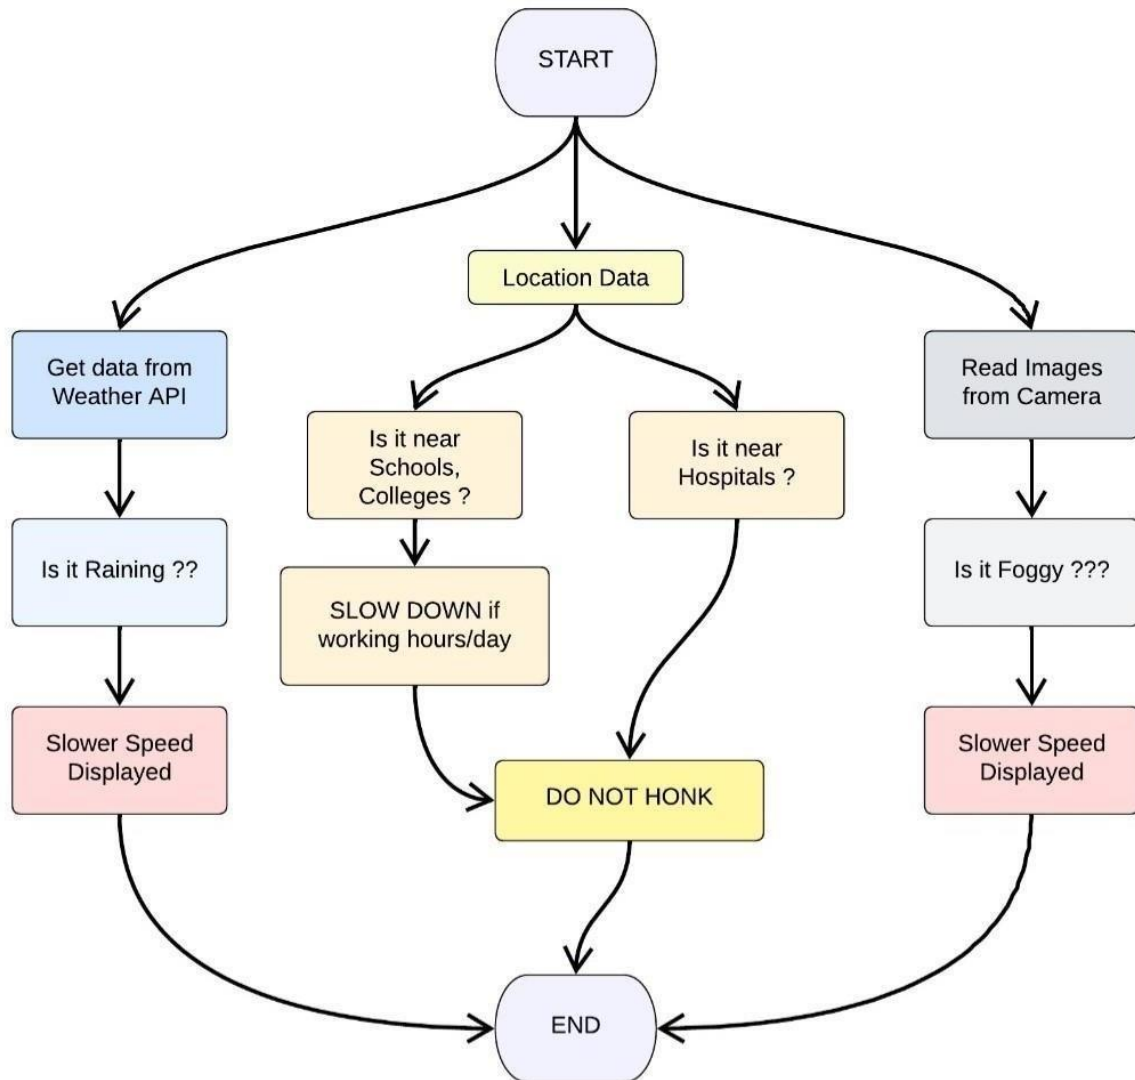 START
Location Data
Get data from
Weather API
Read Images
from Camera
Is it near
Schools,
Colleges ?
Is it near
Hospitals ?
Is it Raining ??
Is it Foggy ???
SLOW DOWN if
working hours/day
Slower Speed
Displayed
Slower Speed
Displayed
DO NOT HONK
END